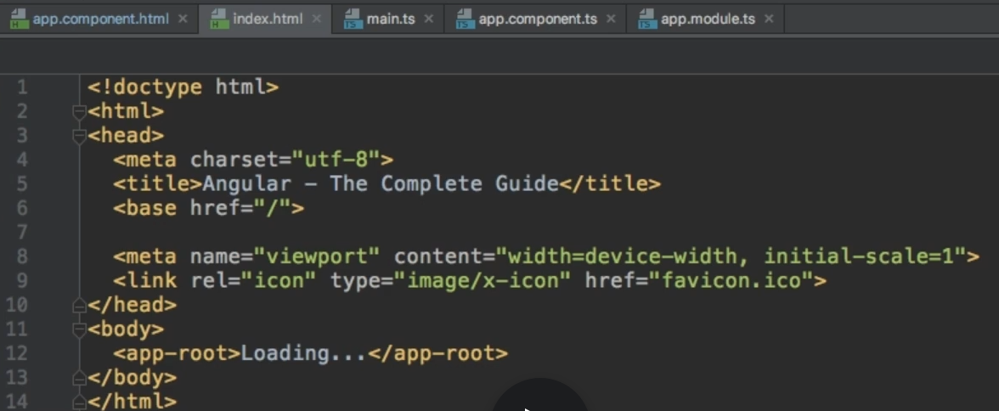 app.component.html × index.html × main.ts × app.component.ts × app.module.ts ×
1 <!doctype html>
2 <html>
3 <head>
4   <meta charset="utf-8">
5   <title>Angular – The Complete Guide</title>
6   <base href="/">
7
8   <meta name="viewport" content="width=device-width, initial-scale=1">
9   <link rel="icon" type="image/x-icon" href="favicon.ico">
10 </head>
11 <body>
12   <app-root>Loading...</app-root>
13 </body>
14 </html>